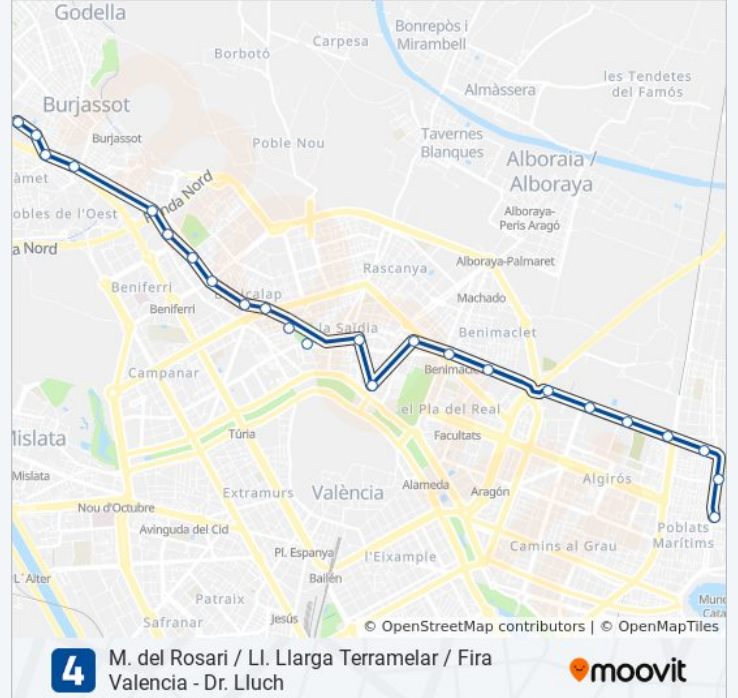 Godella
Bonrepòs i
Mirambell
Carpesa
Borbotó
les Tendetes
del Famós
Almàssera
Burjassot
Burjassot
Poble Nou
Tavernes
Blanques
Alboraia /
Alboraya
àmet
Ronda Nord
obles de l'Oest
Alboraya-
Peris Aragó
a Nord
Alboraya-Palmaret
Rascanya
Beniferri
Machado
Beniferri
la Saïdia
Benimaclet
Campanar
Benimaclet
el Pla del Real
Mislata
Túria
Facultats
Mislata
Algirós
Extramurs
València
Alameda
Aragón
Nou d'Octubre
Avinguda del Cid
Poblats
Marítims
Pl. Espanya
l'Eixample
Camins al Grau
Bailén
L´Alter
Patraix
Jesús
Safranar
© OpenStreetMap contributors | © OpenMapTiles
4
M. del Rosari / Ll. Llarga Terramelar / Fira
Valencia - Dr. Lluch
moovit